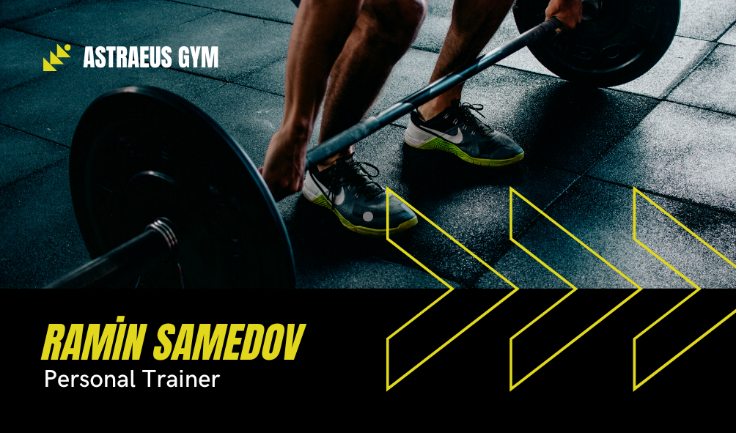 ASTRAEUS GYM
RAMİN SAMEDOV
Personal Trainer